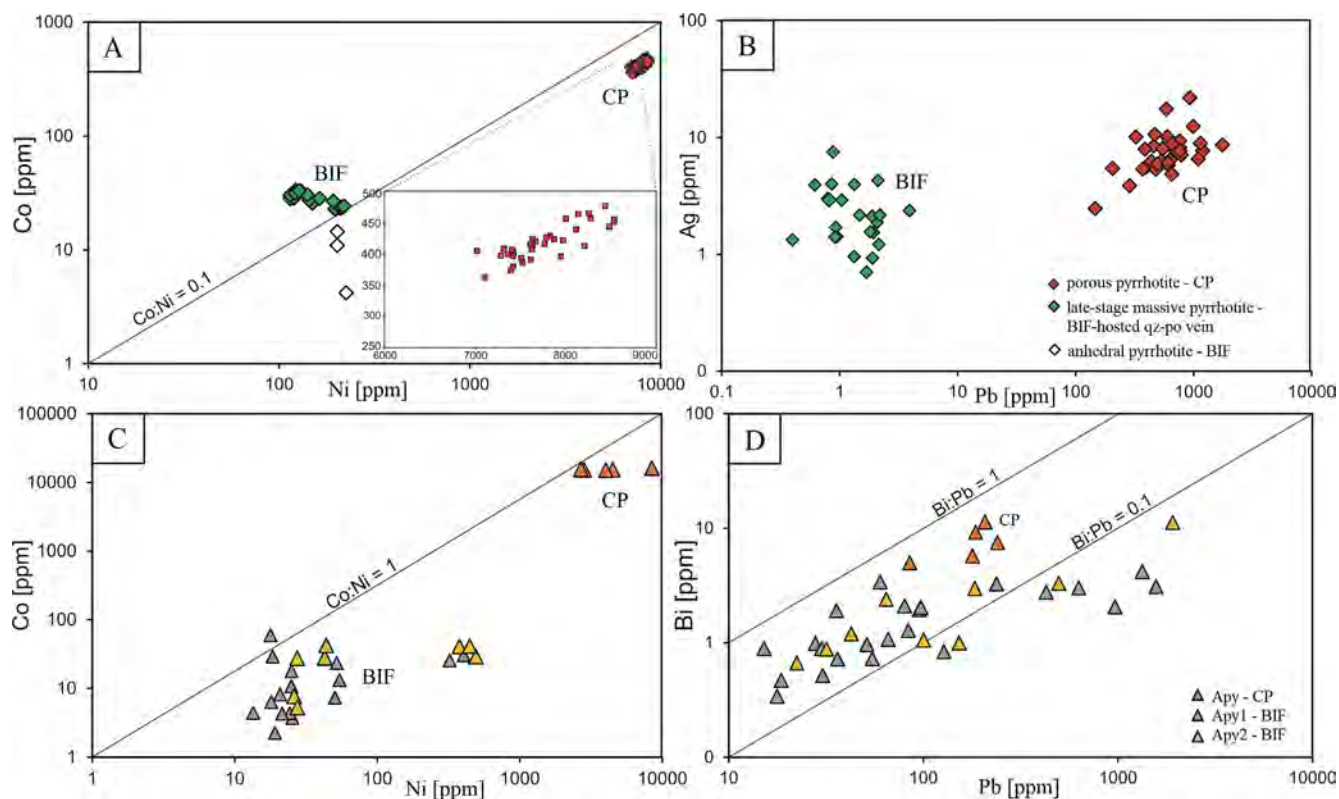 A
1000
100
10
1
Co [ppm]
BIF
CP
Co:Ni = 0.1
500
450
400
350
300
250
6000 7000 8000 9000
10 100 1000 10000
Ni [ppm]
B
100
10
1
0
Ag [ppm]
BIF
CP
porous pyrrhotite - CP
late-stage massive pyrrhotite -
BIF-hosted qz-po vein
anhedral pyrrhotite - BIF
0.1 1 10 100 1000 10000
Pb [ppm]
C
100000
10000
1000
100
10
1
Co [ppm]
CP
Co:Ni = 1
BIF
1 10 100 1000 10000
Ni [ppm]
D
100
10
1
0
Bi [ppm]
Bi:Pb = 1
CP
Bi:Pb = 0.1
Apy - CP
Apy1 - BIF
Apy2 - BIF
10 100 1000 10000
Pb [ppm]